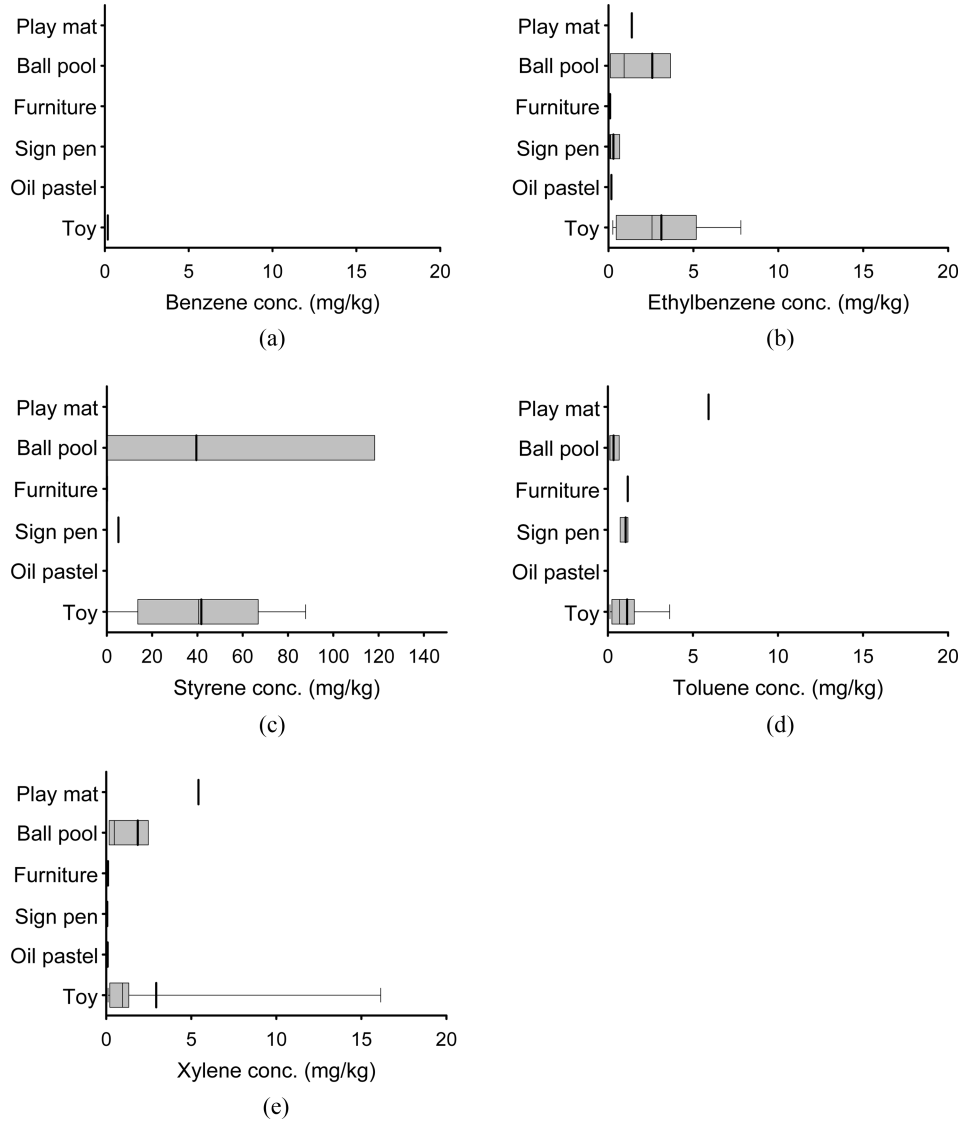 Play mat
Ball pool
Furniture
Sign pen
Oil pastel
Toy
0 5 10 15 20
Benzene conc. (mg/kg)
(a)
Play mat
Ball pool
Furniture
Sign pen
Oil pastel
Toy
0 5 10 15 20
Ethylbenzene conc. (mg/kg)
(b)
Play mat
Ball pool
Furniture
Sign pen
Oil pastel
Toy
0 20 40 60 80 100 120 140
Styrene conc. (mg/kg)
(c)
Play mat
Ball pool
Furniture
Sign pen
Oil pastel
Toy
0 5 10 15 20
Toluene conc. (mg/kg)
(d)
Play mat
Ball pool
Furniture
Sign pen
Oil pastel
Toy
0 5 10 15 20
Xylene conc. (mg/kg)
(e)